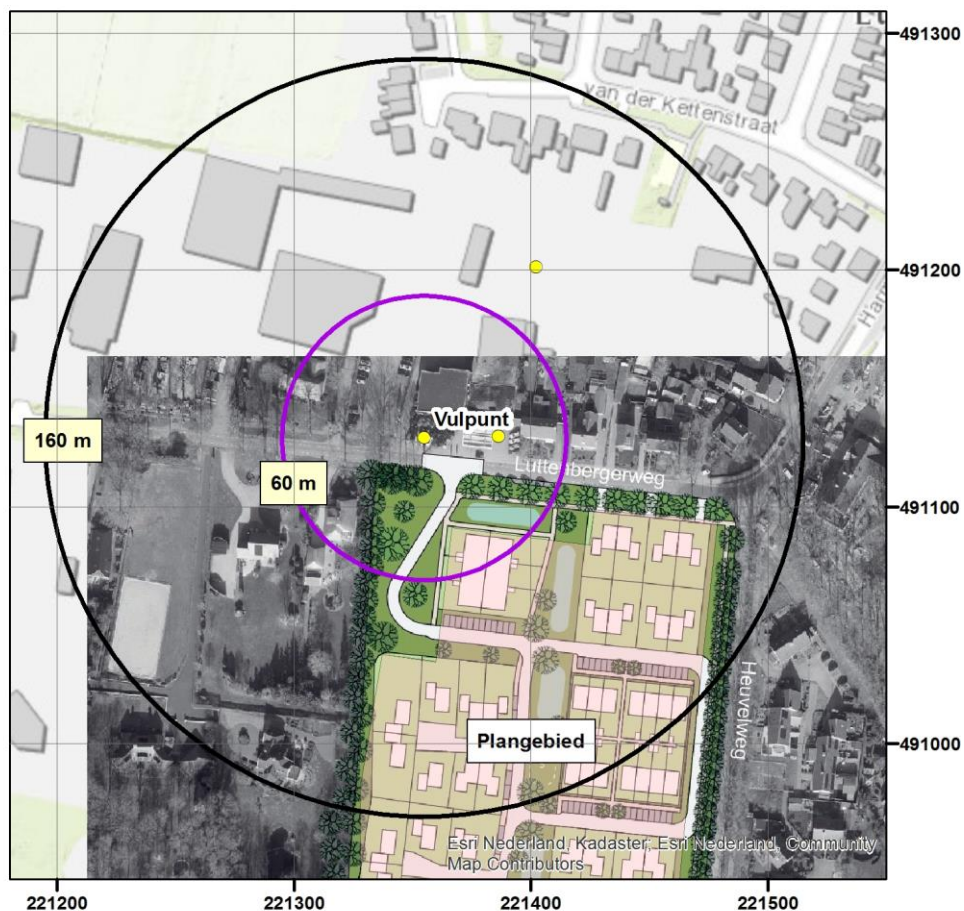 491300
van der Kettenstraat
491200
Vulpunt
160 m
60 m
Luttenbergerweg
491100
Heuvelweg
Plangebied
491000
Esri Nederland, Kadaster, Esri Nederland, Community
Map Contributors
221200
221300
221400
221500